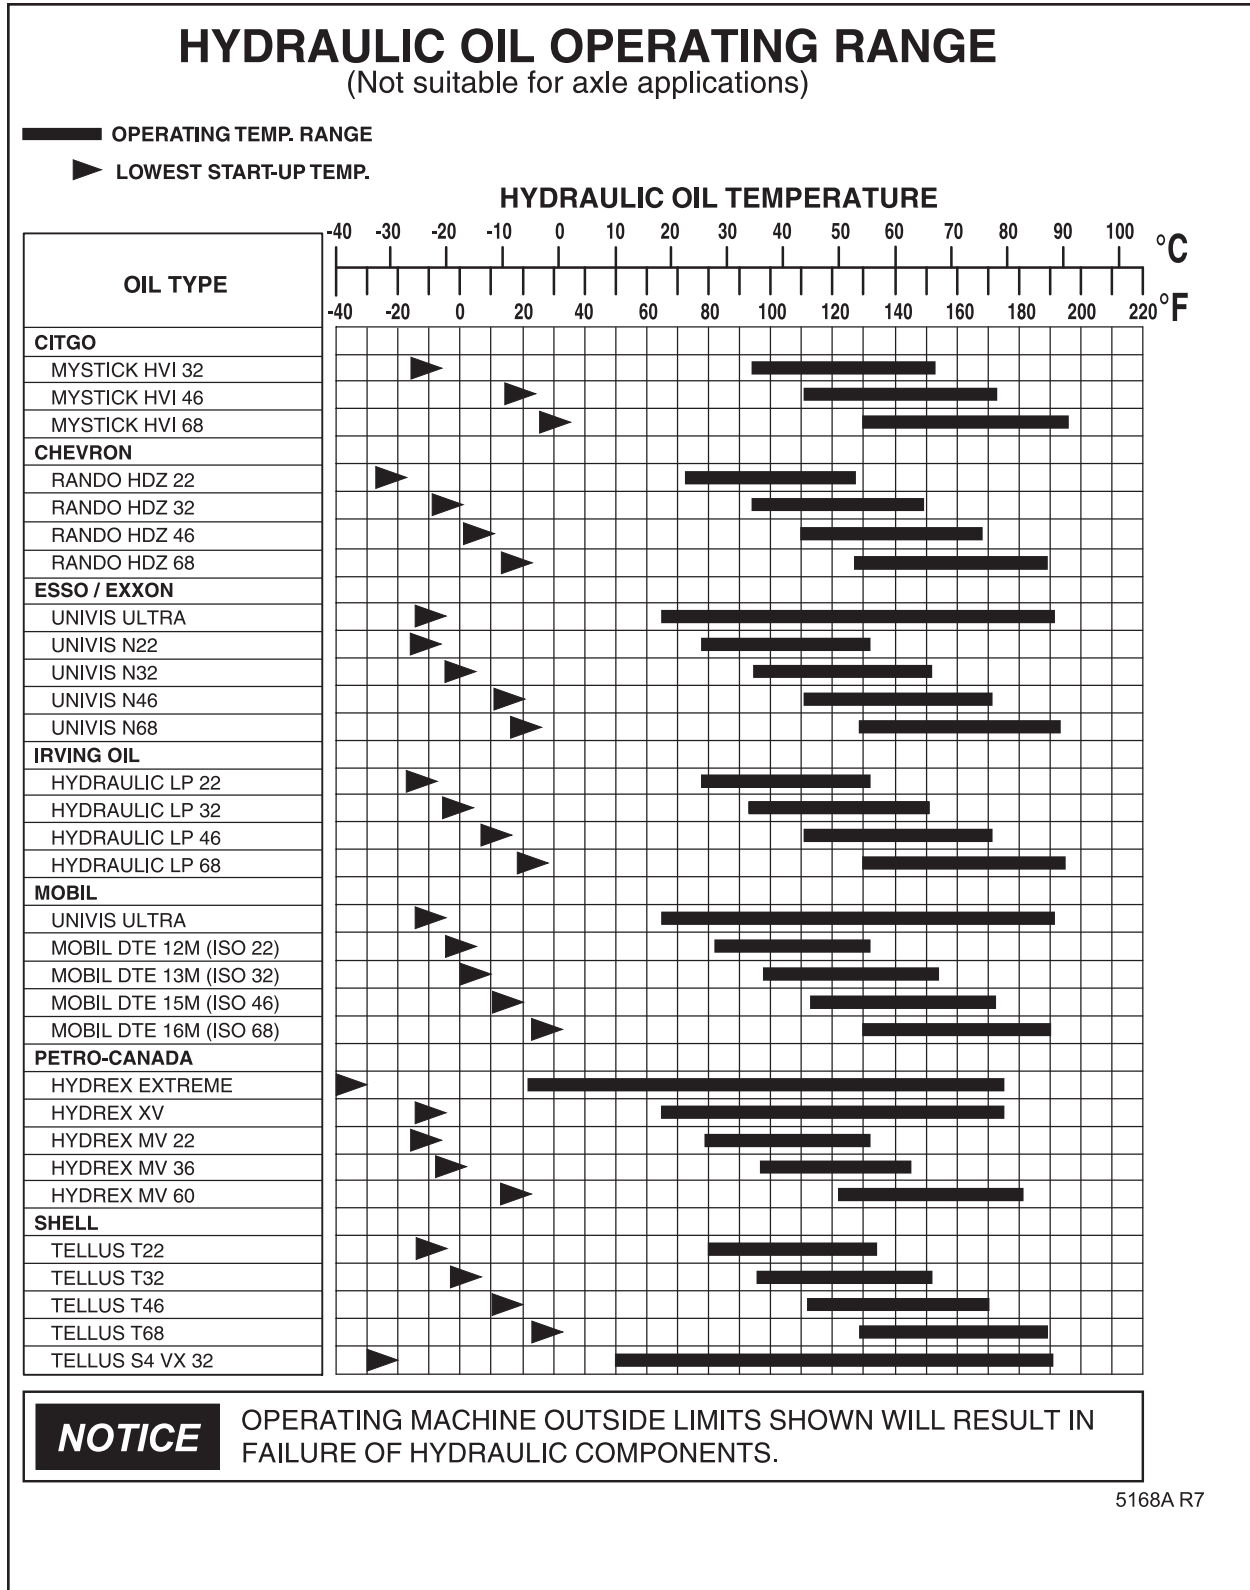 HYDRAULIC OIL OPERATING RANGE
(Not suitable for axle applications)
OPERATING TEMP. RANGE
LOWEST START-UP TEMP.
HYDRAULIC OIL TEMPERATURE
-40 -30 -20 -10 0 10 20 30 40 50 60 70 80 90 100 °C
OIL TYPE
-40 -20 0 20 40 60 80 100 120 140 160 180 200 220 °F
CITGO
MYSTICK HVI 32
MYSTICK HVI 46
MYSTICK HVI 68
CHEVRON
RANDO HDZ 22
RANDO HDZ 32
RANDO HDZ 46
RANDO HDZ 68
ESSO / EXXON
UNIVIS ULTRA
UNIVIS N22
UNIVIS N32
UNIVIS N46
UNIVIS N68
IRVING OIL
HYDRAULIC LP 22
HYDRAULIC LP 32
HYDRAULIC LP 46
HYDRAULIC LP 68
MOBIL
UNIVIS ULTRA
MOBIL DTE 12M (ISO 22)
MOBIL DTE 13M (ISO 32)
MOBIL DTE 15M (ISO 46)
MOBIL DTE 16M (ISO 68)
PETRO-CANADA
HYDREX EXTREME
HYDREX XV
HYDREX MV 22
HYDREX MV 36
HYDREX MV 60
SHELL
TELLUS T22
TELLUS T32
TELLUS T46
TELLUS T68
TELLUS S4 VX 32
NOTICE
OPERATING MACHINE OUTSIDE LIMITS SHOWN WILL RESULT IN
FAILURE OF HYDRAULIC COMPONENTS.
5168A R7